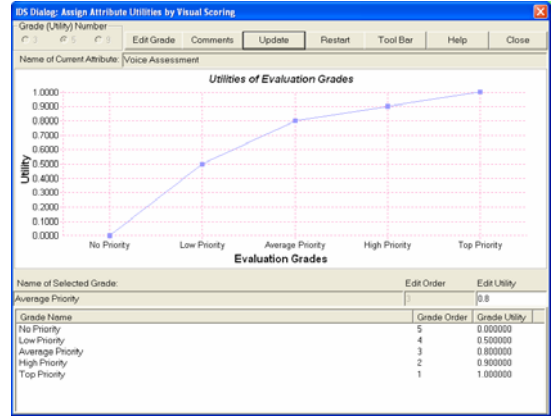 IDS Dialog: Assign Attribute Utilities by Visual Scoring
Grade (Utility) Number
3 5 9 Edit Grade Comments Update Restart Tool Bar Help Close
Name of Current Attribute: Voice Assessment
Utilities of Evaluation Grades
1.0000
0.9000
0.8000
0.7000
0.6000
0.5000
0.4000
0.3000
0.2000
0.1000
0.0000
Utility
No Priority Low Priority Average Priority High Priority Top Priority
Evaluation Grades
Name of Selected Grade: Edit Order Edit Utility
Average Priority 3 0.8
Grade Name Grade Order Grade Utility
No Priority 5 0.000000
Low Priority 4 0.500000
Average Priority 3 0.800000
High Priority 2 0.900000
Top Priority 1 1.000000